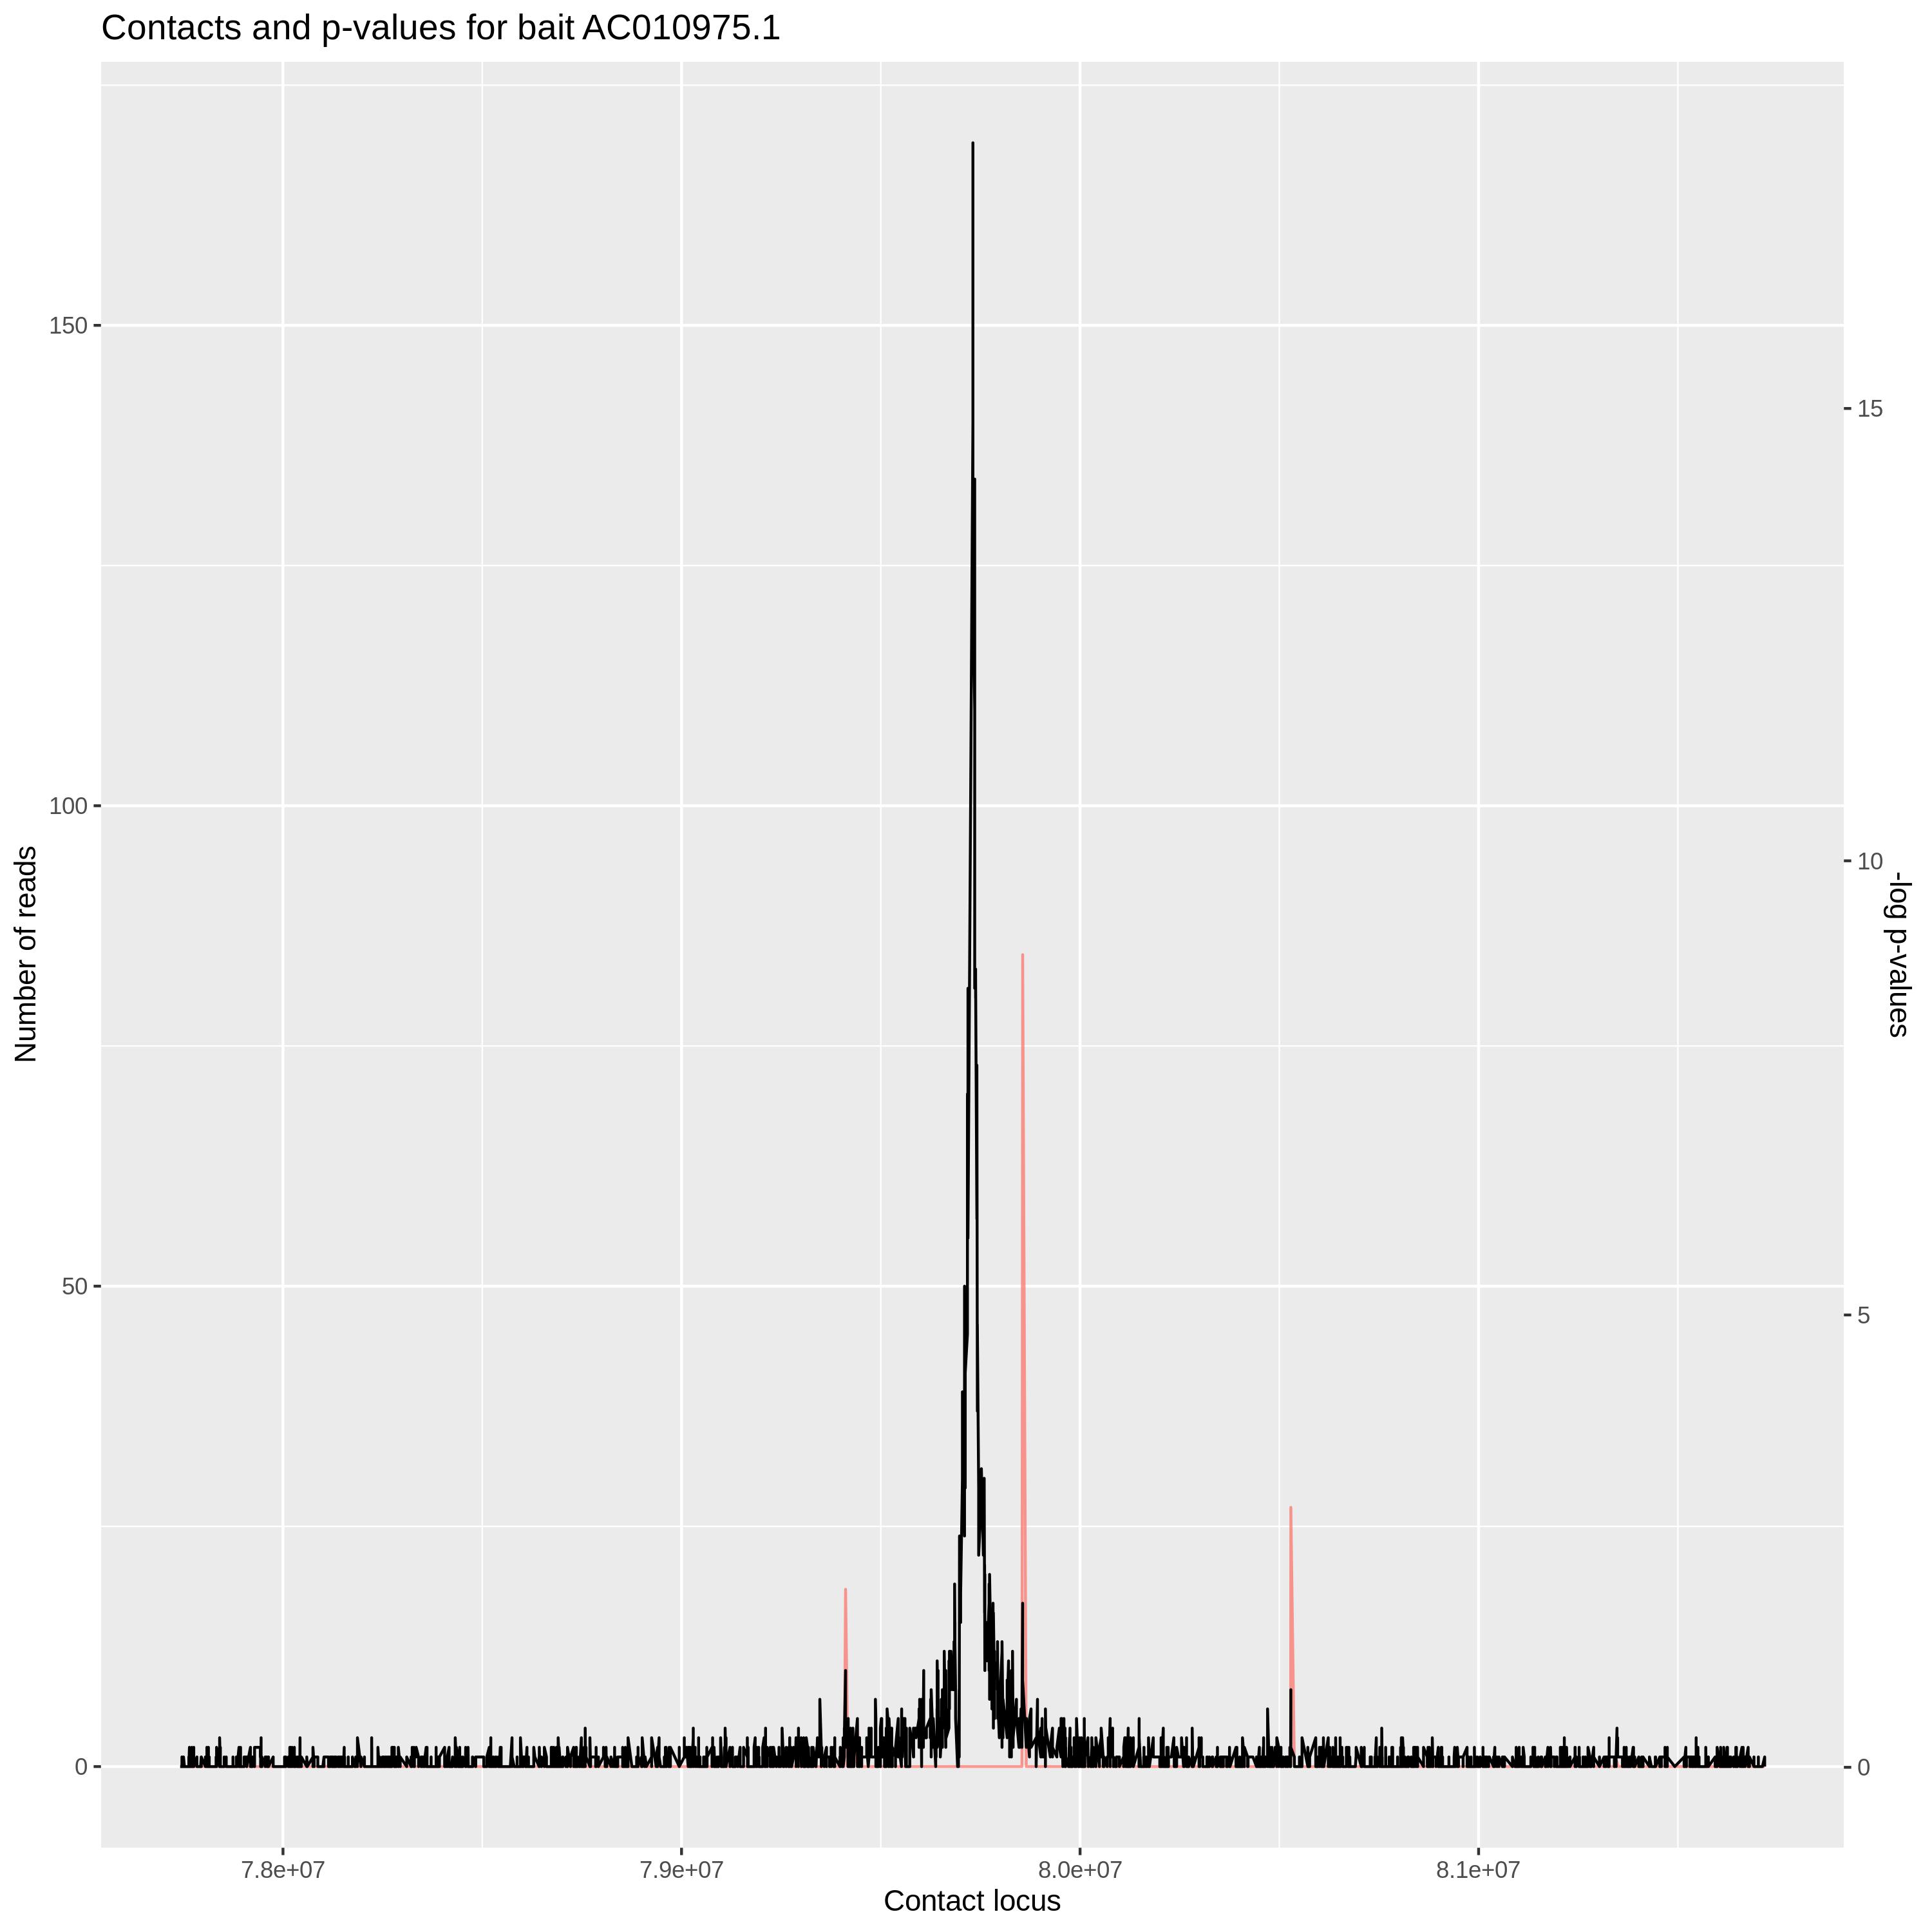 Contacts and p-values for bait AC010975.1
150
100
50
0
Number of reads
15
10
5
0
-log p-values
7.8e+07
7.9e+07
8.0e+07
8.1e+07
Contact locus